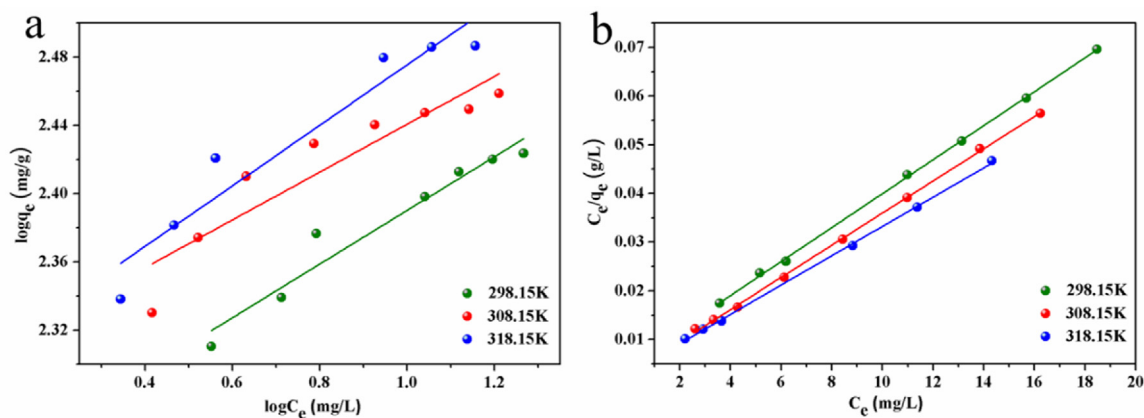 a
2.48
2.44
2.40
2.36
2.32
logqe (mg/g)
0.4 0.6 0.8 1.0 1.2
logCe (mg/L)
298.15K
308.15K
318.15K
b
0.07
0.06
0.05
0.04
0.03
0.02
0.01
Ce/qe (g/L)
2 4 6 8 10 12 14 16 18 20
Ce (mg/L)
298.15K
308.15K
318.15K